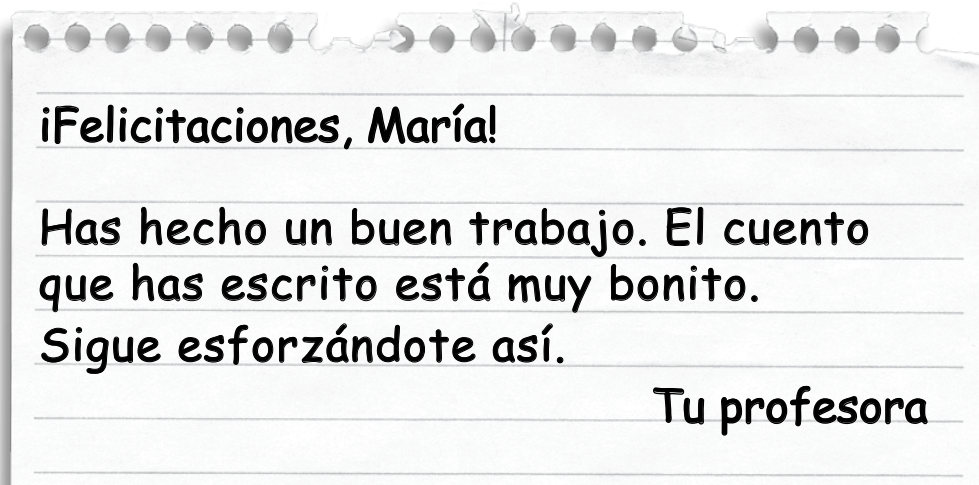 ¡Felicitaciones, María!
Has hecho un buen trabajo. El cuento
que has escrito está muy bonito.
Sigue esforzándote así.
Tu profesora